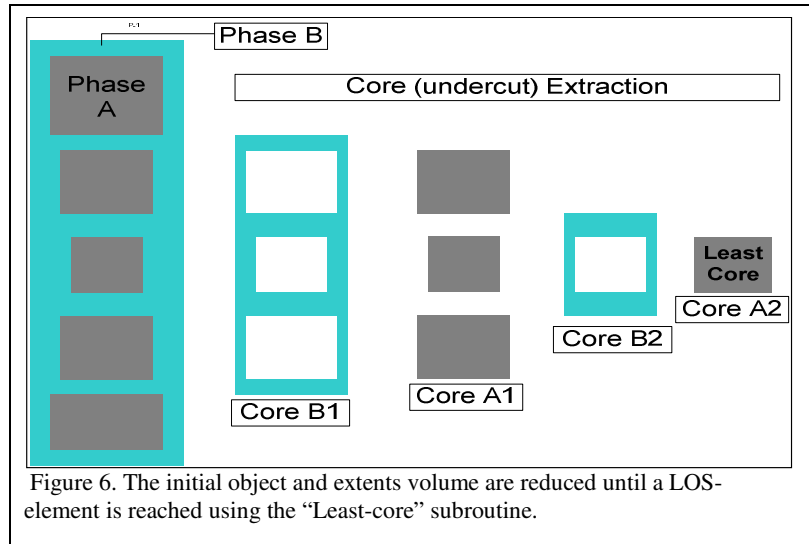 Phase B
Phase
A
Core (undercut) Extraction
Least
Core
Core A2
Core B2
Core A1
Core B1
Figure 6. The initial object and extents volume are reduced until a LOS-
element is reached using the “Least-core” subroutine.